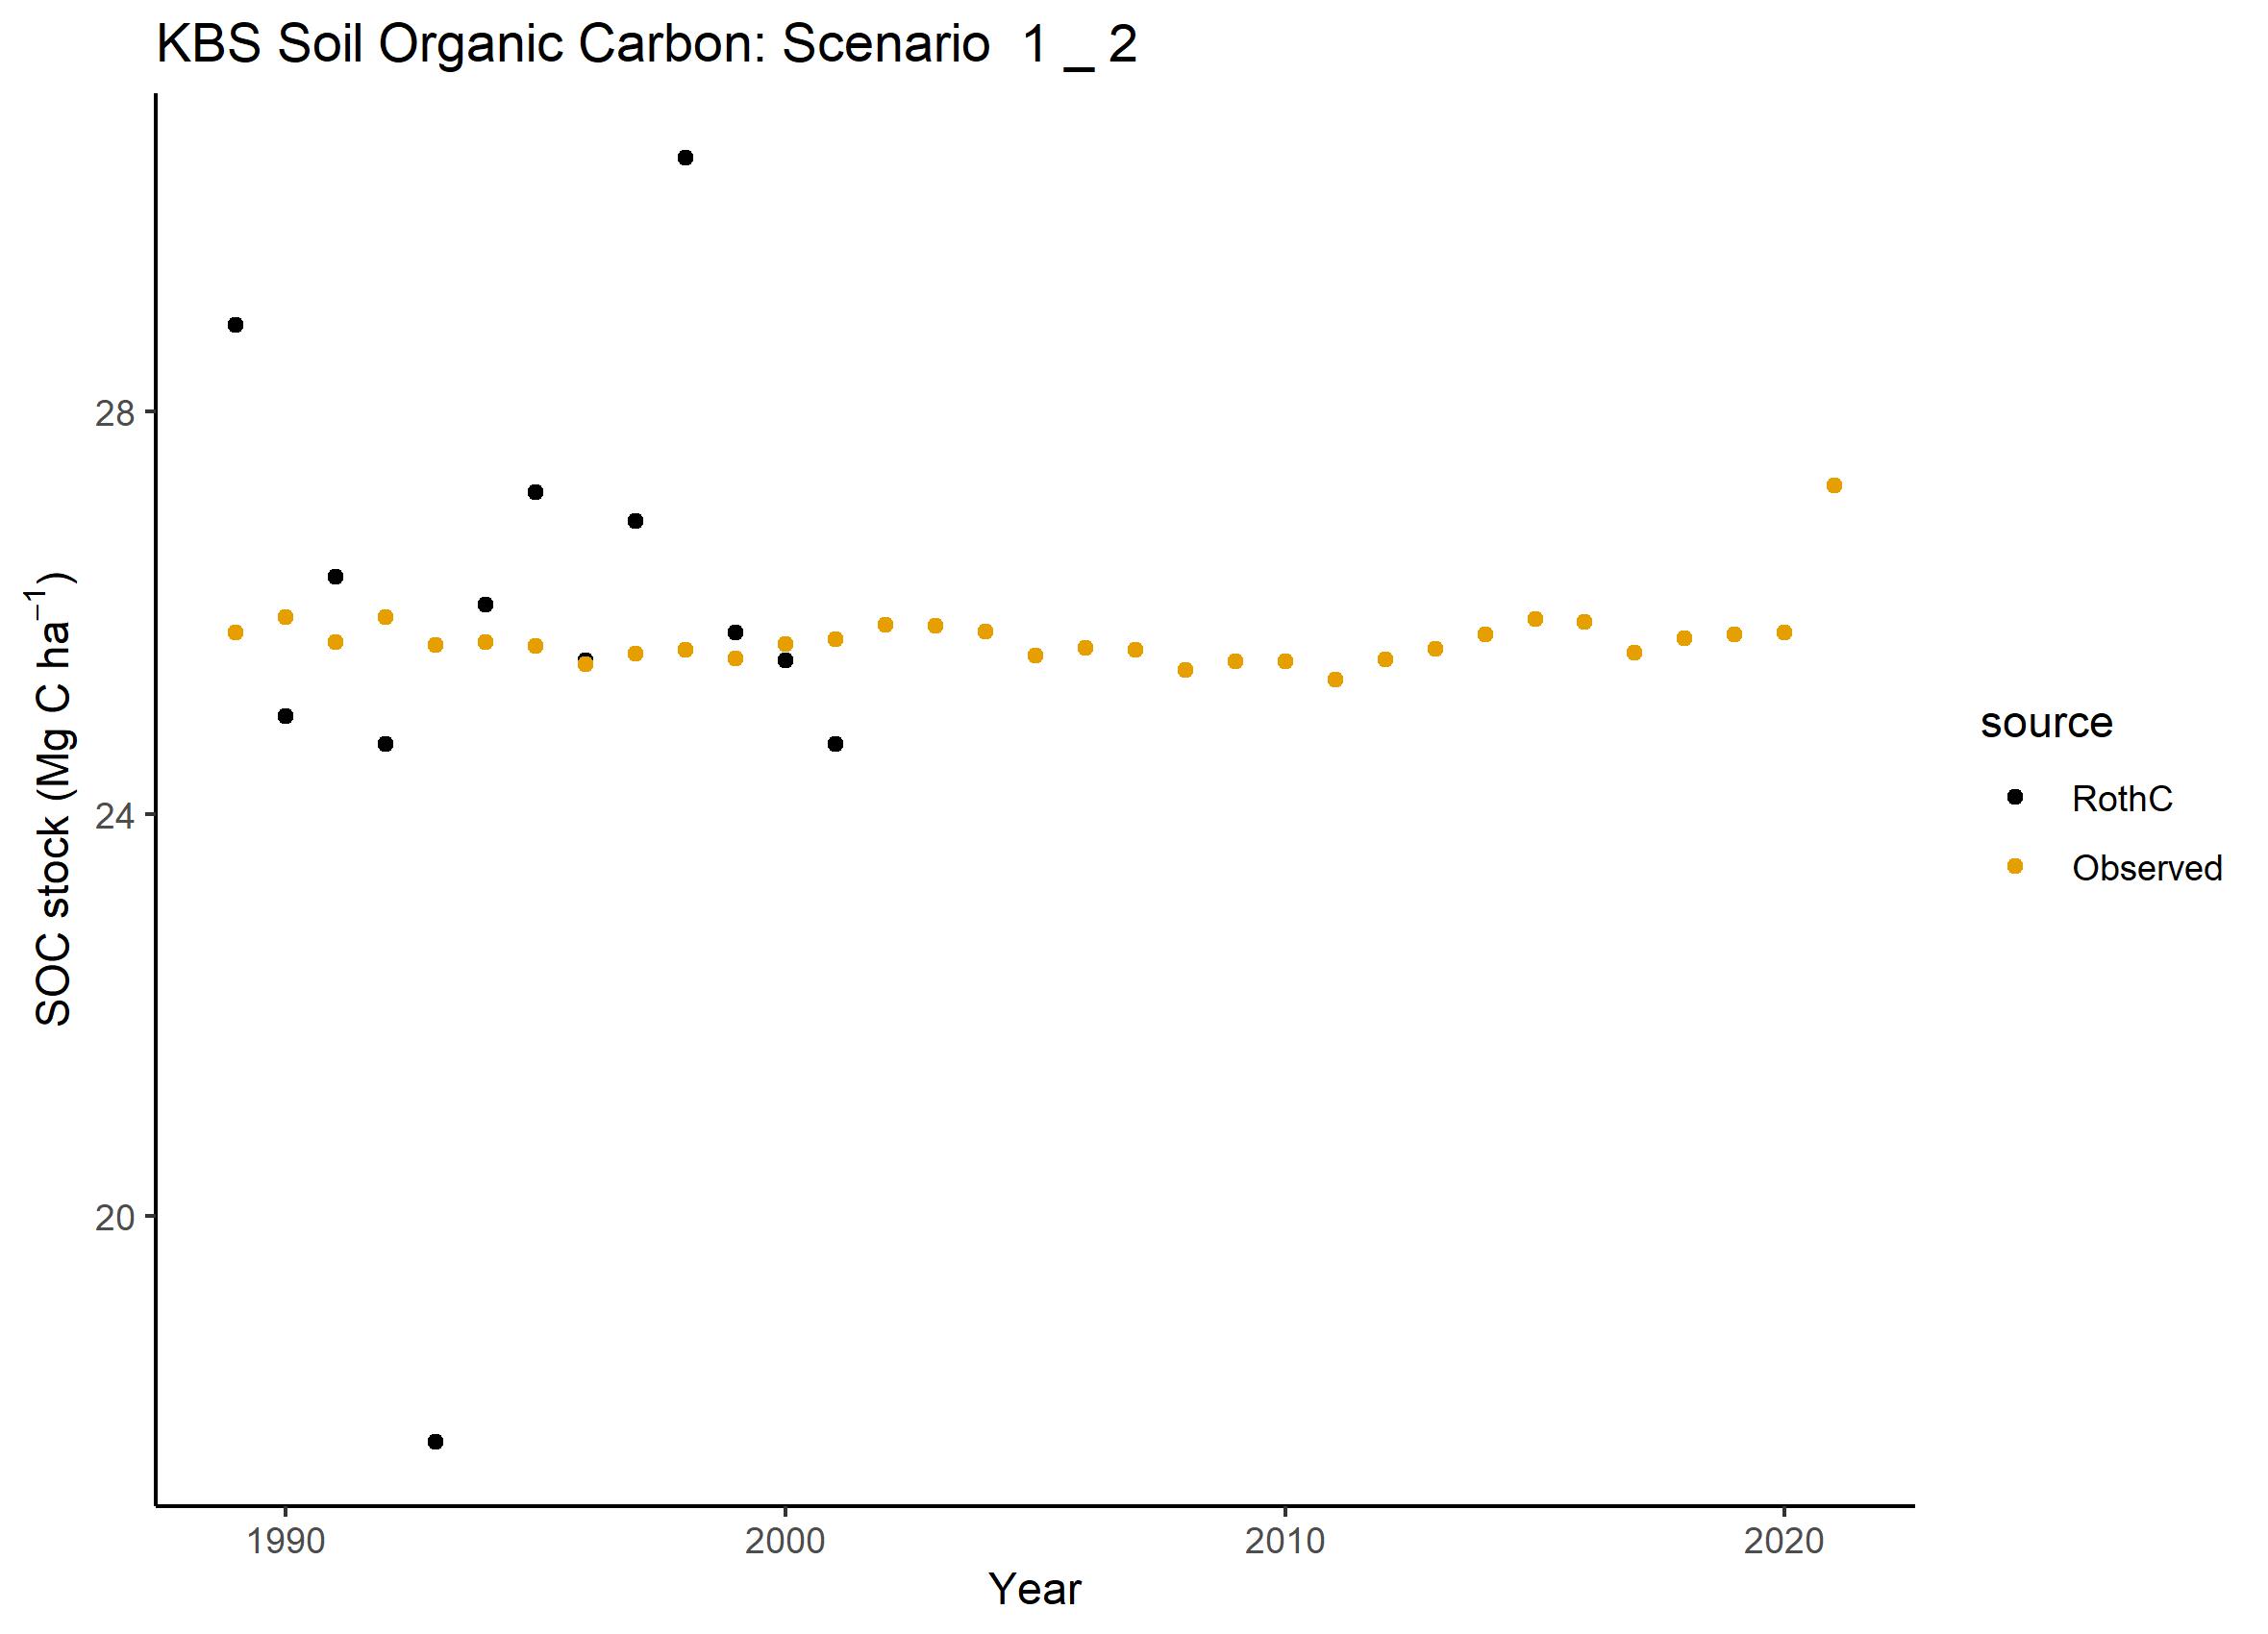 KBS Soil Organic Carbon: Scenario  1 _ 2
SOC stock (Mg C ha⁻¹)
28
24
20
1990
2000
2010
2020
Year
source
RothC
Observed